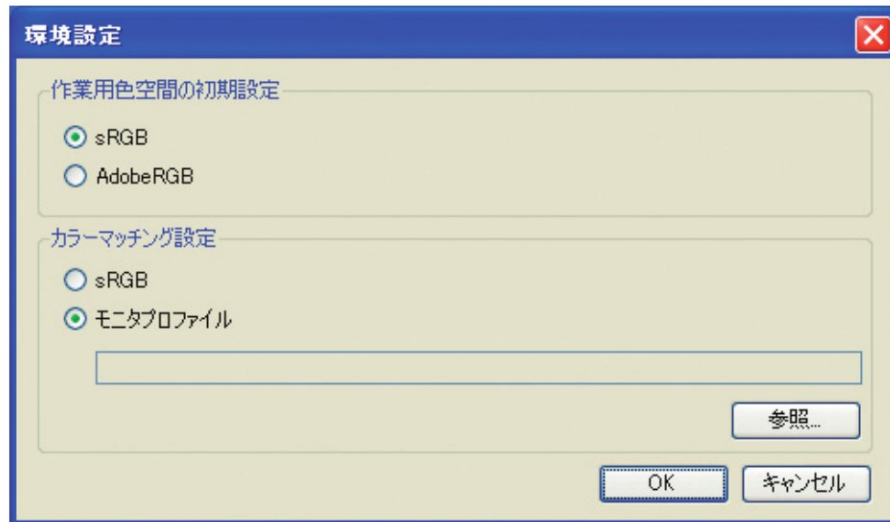 環境設定
作業用色空間の初期設定
sRGB
AdobeRGB
カラーマッチング設定
sRGB
モニタプロファイル
参照...
OK キャンセル